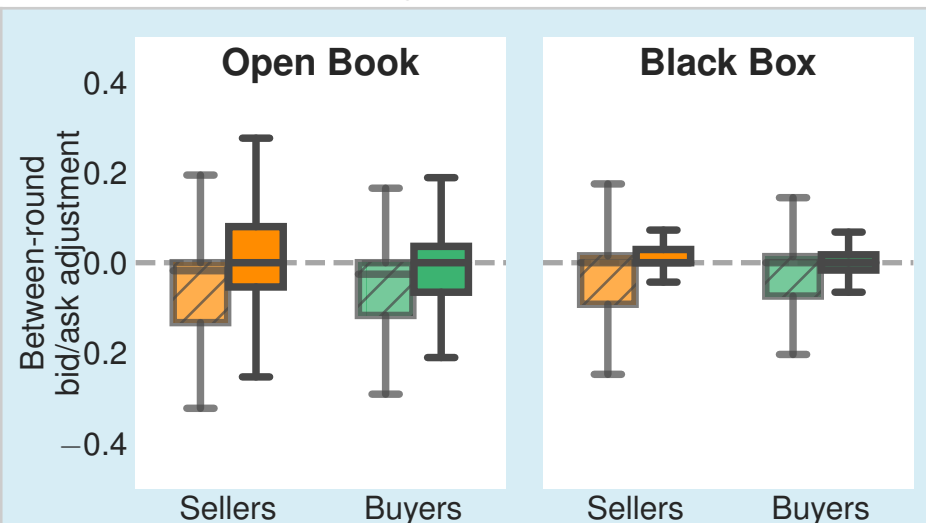 Open Book
Black Box
Between-round
bid/ask adjustment
0.4
0.2
0.0
0.2
−0.4
Sellers
Buyers
Sellers
Buyers